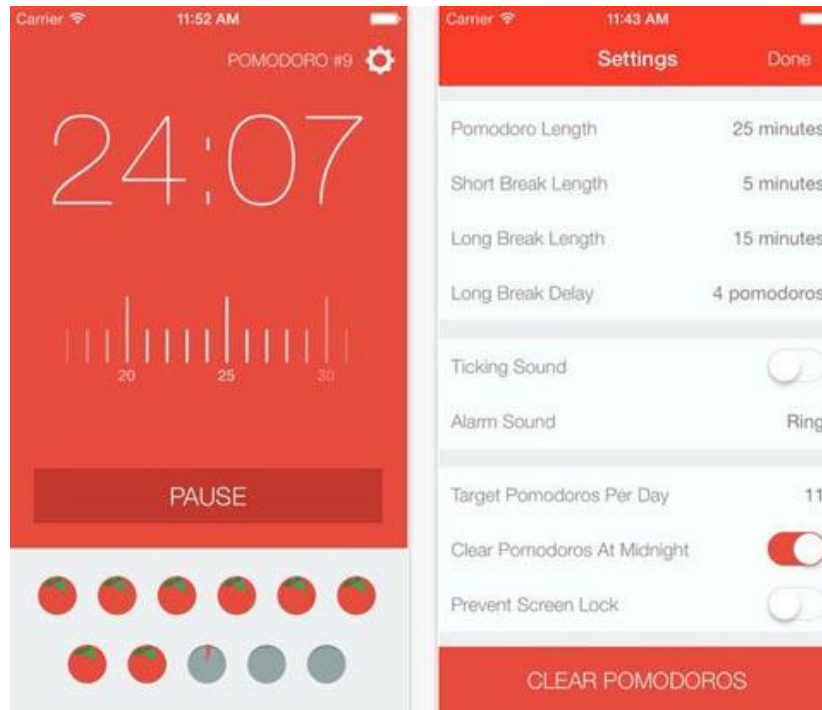 Carrier 11:52 AM
POMODORO #9
24:07
20 25 30
PAUSE
Carrier 11:43 AM
Settings Done
Pomodoro Length 25 minutes
Short Break Length 5 minutes
Long Break Length 15 minutes
Long Break Delay 4 pomodoros
Ticking Sound
Alarm Sound Ring
Target Pomodoros Per Day 11
Clear Pomodoros At Midnight
Prevent Screen Lock
CLEAR POMODOROS